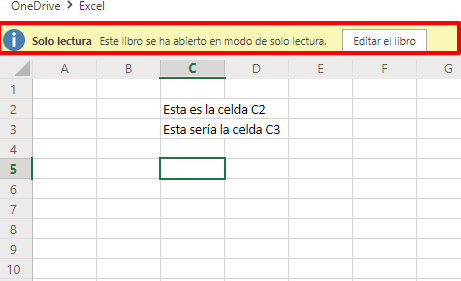 OneDrive > Excel
Solo lectura Este libro se ha abierto en modo de solo lectura. Editar el libro
A B C D E F G
1
2 Esta es la celda C2
3 Esta sería la celda C3
4
5
6
7
8
9
10